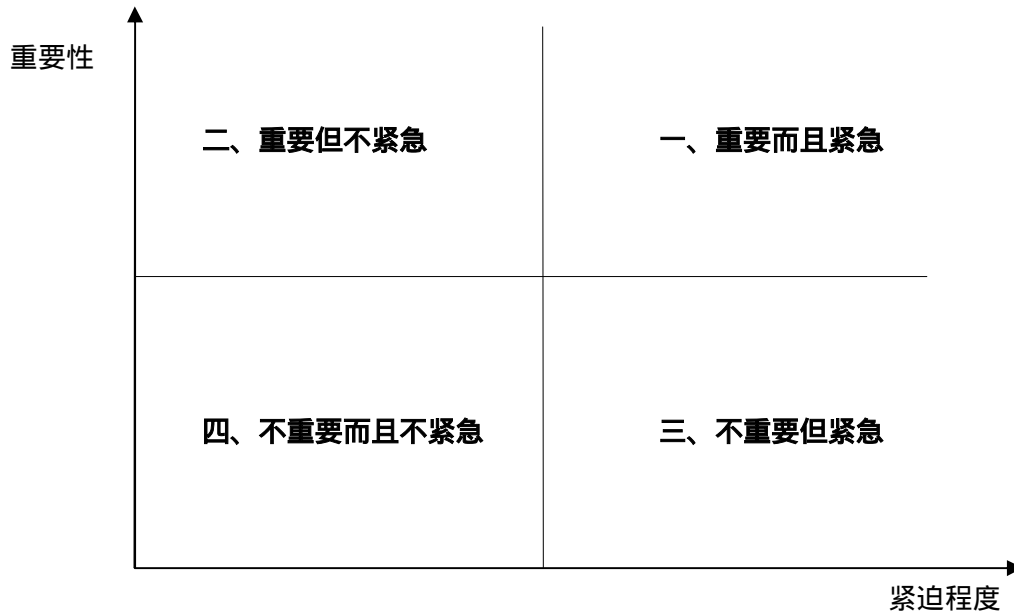 重要性
二、重要但不紧急
一、重要而且紧急
四、不重要而且不紧急
三、不重要但紧急
紧迫程度